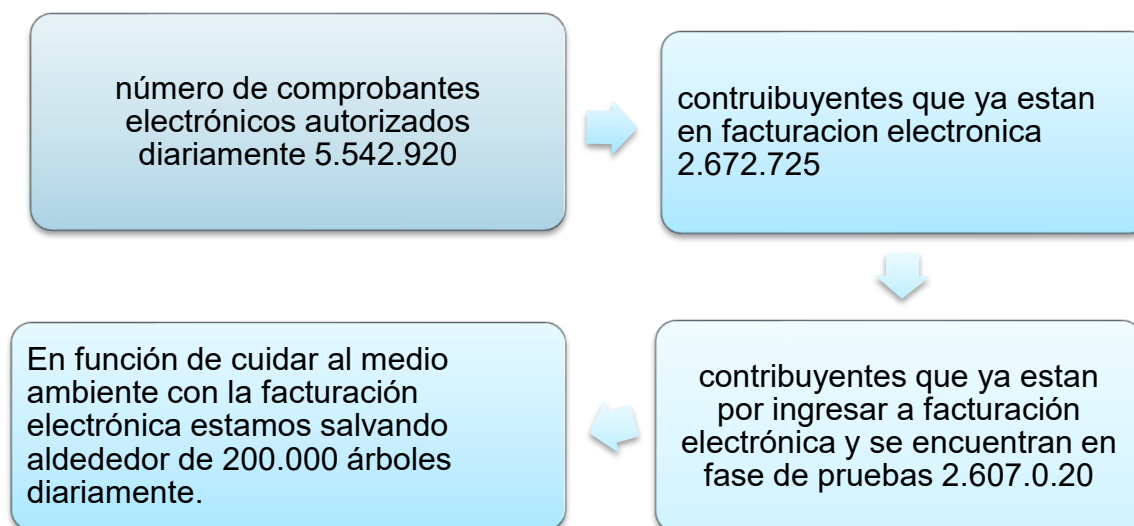 número de comprobantes
electrónicos autorizados
diariamente 5.542.920
contruibuyentes que ya estan
en facturacion electronica
2.672.725
contribuyentes que ya estan
por ingresar a facturación
electrónica y se encuentran en
fase de pruebas 2.607.0.20
En función de cuidar al medio
ambiente con la facturación
electrónica estamos salvando
aldededor de 200.000 árboles
diariamente.